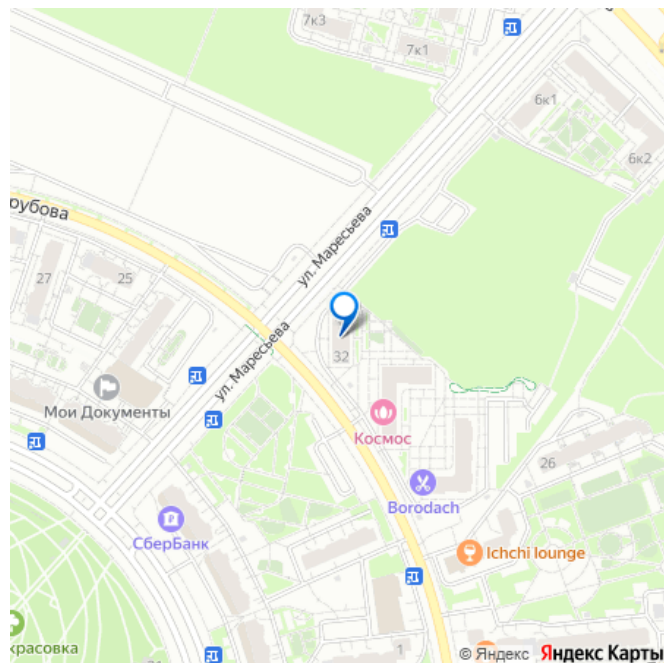 7к3
7к1
6к1
6к2
рубова
27
25
ул. Маресьева
ул. Маресьева
32
Мои Документы
Космос
26
Borodach
СберБанк
Ichchi lounge
красовка
1
© Яндекс Яндекс Карты